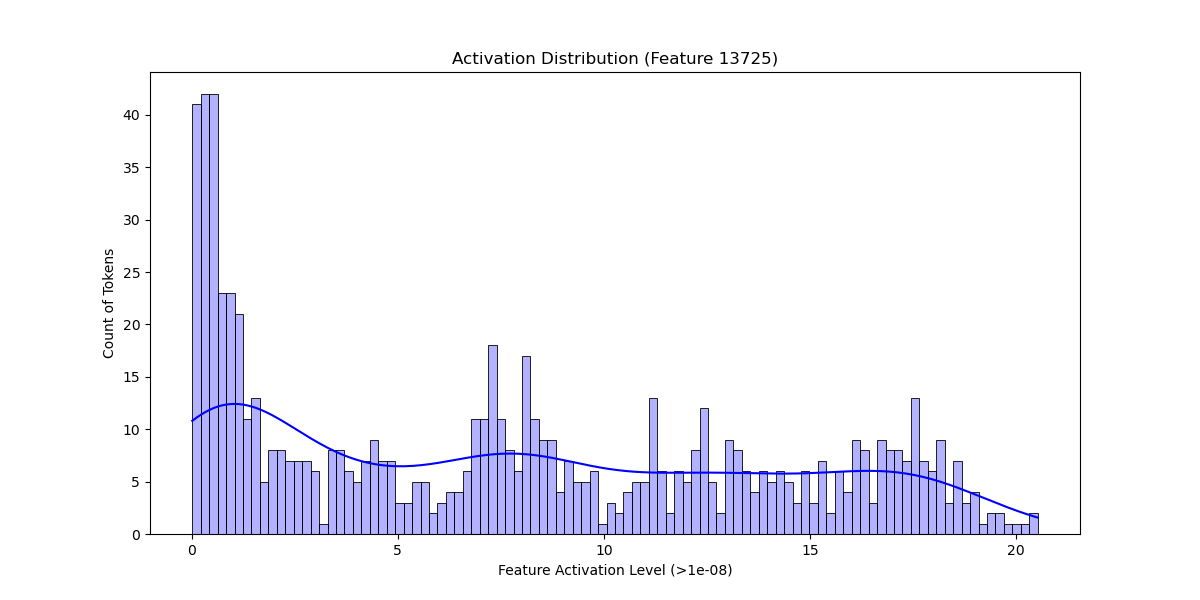 Activation Distribution (Feature 13725)
Count of Tokens
40
35
30
25
20
15
10
5
0
0 5 10 15 20
Feature Activation Level (>1e-08)